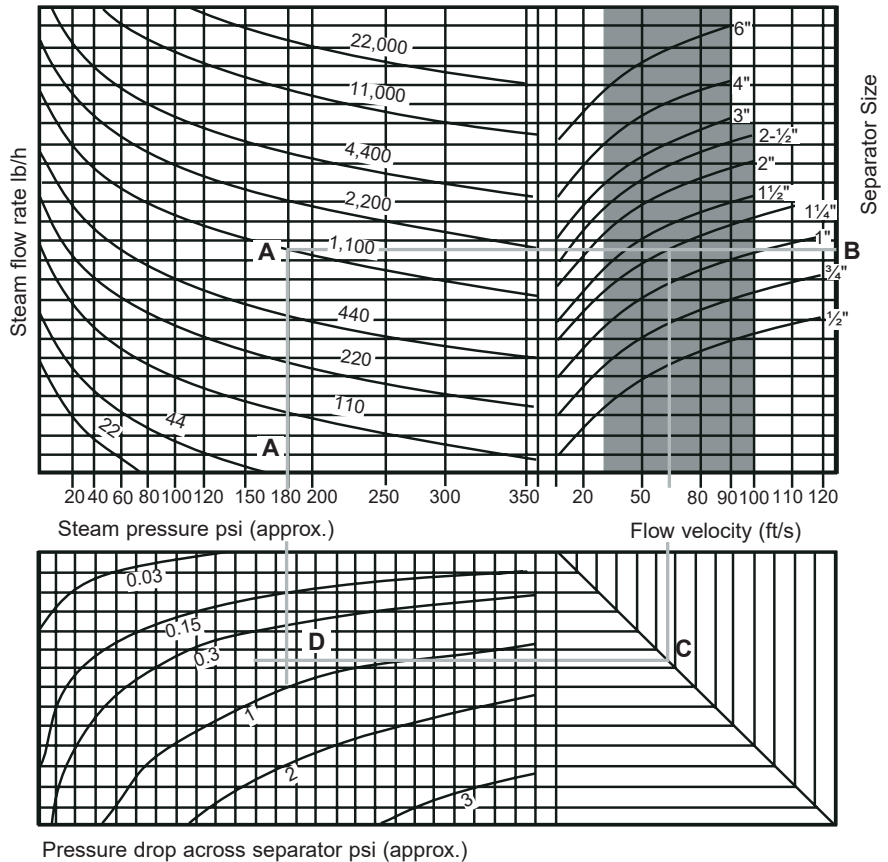 22,000
11,000
4,400
2,200
1,100
440
220
110
44
22
A
A
B
6"
4"
3"
2-½"
2"
1½"
1¼"
1"
¾"
½"
Steam flow rate lb/h
Separator Size
20 40 60 80 100 120 150 180 200 250 300 350 20 50 80 90 100 110 120
Steam pressure psi (approx.) Flow velocity (ft/s)
0.03
0.15
0.3
D
C
1
2
3
Pressure drop across separator psi (approx.)